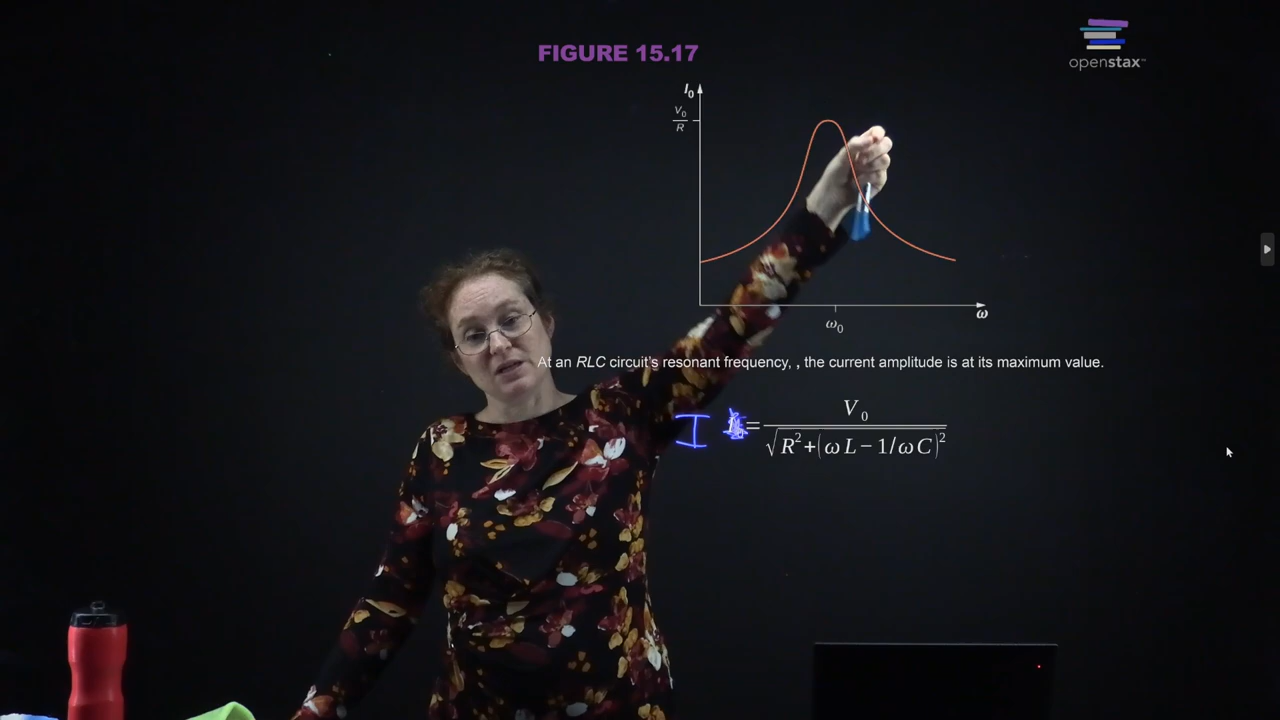 FIGURE 15.17
openstax™
I₀
V₀
R
ω₀
ω
At an RLC circuit's resonant frequency, , the current amplitude is at its maximum value.
I = V₀ / √(R² + (ωL − 1/ωC)²)